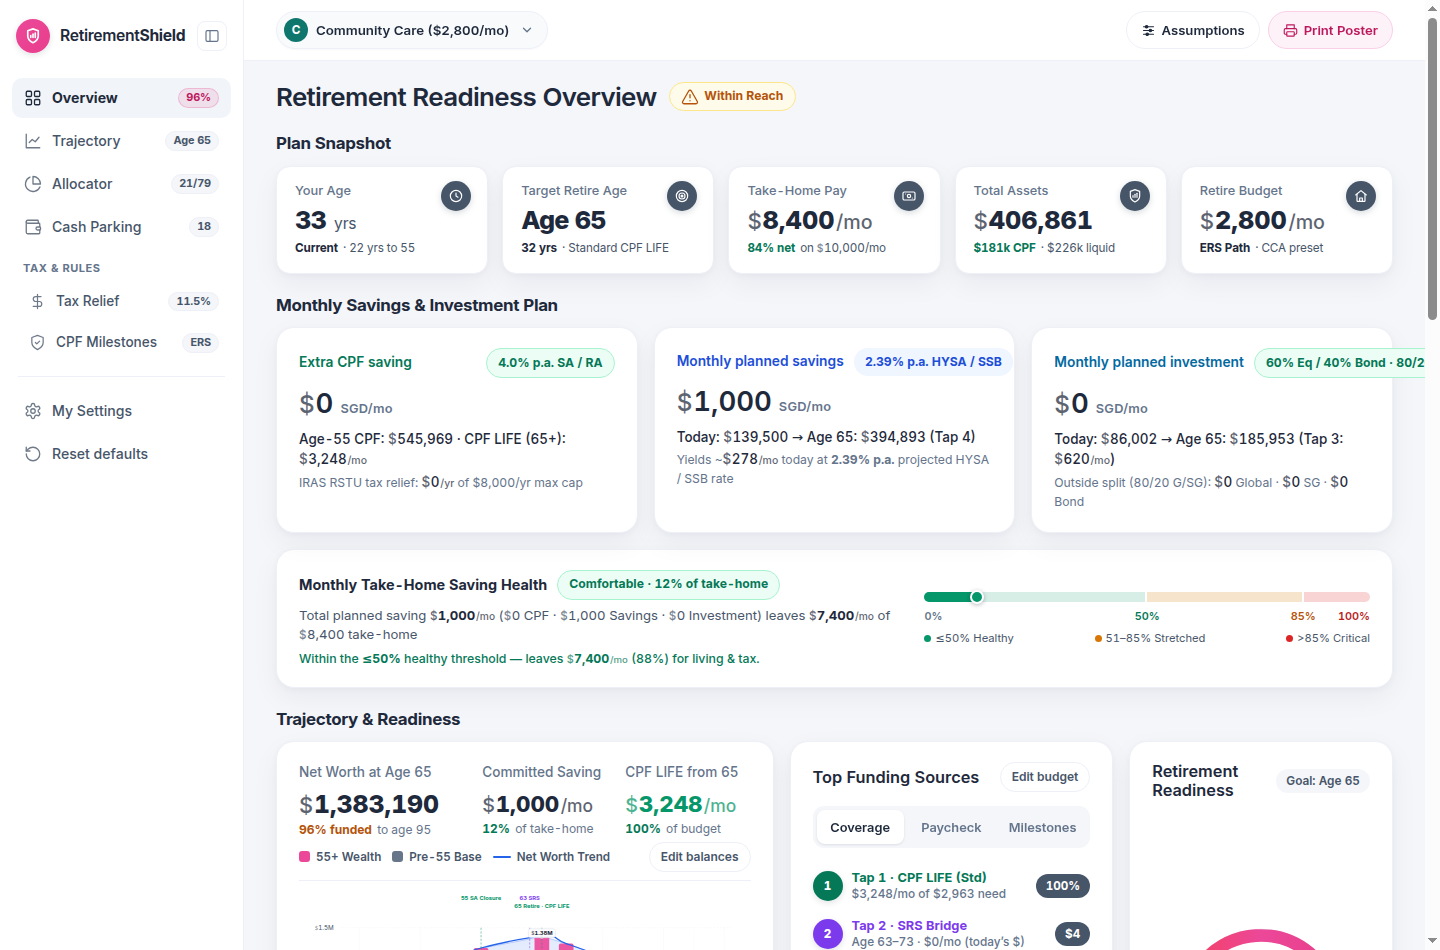 RetirementShield
Overview 96%
Trajectory Age 65
Allocator 21/79
Cash Parking 18
TAX & RULES
Tax Relief 11.5%
CPF Milestones ERS
My Settings
Reset defaults
C Community Care ($2,800/mo)
Assumptions
Print Poster
Retirement Readiness Overview
Within Reach
Plan Snapshot
Your Age
33 yrs
Current · 22 yrs to 55
Target Retire Age
Age 65
32 yrs · Standard CPF LIFE
Take-Home Pay
$8,400/mo
84% net on $10,000/mo
Total Assets
$406,861
$181k CPF · $226k liquid
Retire Budget
$2,800/mo
ERS Path · CCA preset
Monthly Savings & Investment Plan
Extra CPF saving 4.0% p.a. SA / RA
$0 SGD/mo
Age-55 CPF: $545,969 · CPF LIFE (65+):
$3,248/mo
IRAS RSTU tax relief: $0/yr of $8,000/yr max cap
Monthly planned savings 2.39% p.a. HYSA / SSB
$1,000 SGD/mo
Today: $139,500 → Age 65: $394,893 (Tap 4)
Yields ~$278/mo today at 2.39% p.a. projected HYSA
/ SSB rate
Monthly planned investment 60% Eq / 40% Bond · 80/2
$0 SGD/mo
Today: $86,002 → Age 65: $185,953 (Tap 3:
$620/mo)
Outside split (80/20 G/SG): $0 Global · $0 SG · $0
Bond
Monthly Take-Home Saving Health Comfortable · 12% of take-home
Total planned saving $1,000/mo ($0 CPF · $1,000 Savings · $0 Investment) leaves $7,400/mo of
$8,400 take-home
Within the ≤50% healthy threshold — leaves $7,400/mo (88%) for living & tax.
0% 50% 85% 100%
≤50% Healthy 51–85% Stretched >85% Critical
Trajectory & Readiness
Net Worth at Age 65
$1,383,190
96% funded to age 95
Committed Saving
$1,000/mo
12% of take-home
CPF LIFE from 65
$3,248/mo
100% of budget
55+ Wealth Pre-55 Base Net Worth Trend
Edit balances
55 SA Closure 63 SRS
65 Retire · CPF LIFE
$1.5M
$1.38M
Top Funding Sources
Edit budget
Coverage Paycheck Milestones
1 Tap 1 · CPF LIFE (Std)
$3,248/mo of $2,963 need
100%
2 Tap 2 · SRS Bridge
Age 63–73 · $0/mo (today's $)
$4
Retirement
Readiness
Goal: Age 65